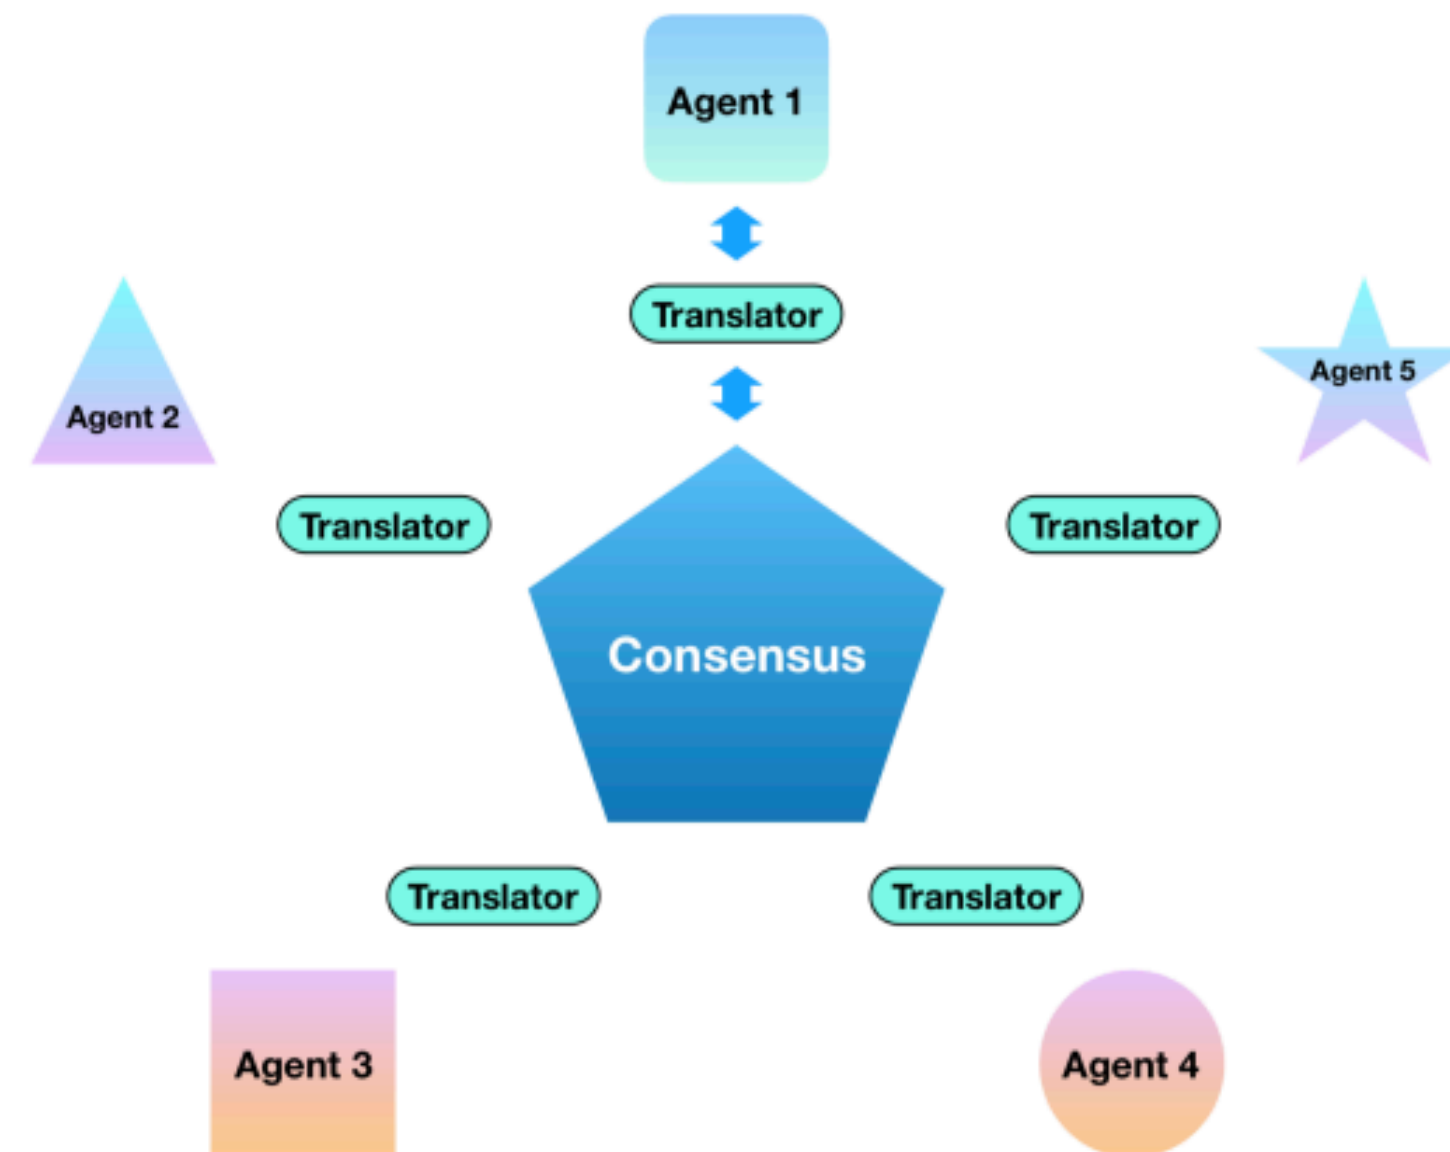 Agent 1
Translator
Agent 2
Agent 5
Translator
Translator
Consensus
Translator
Translator
Agent 3
Agent 4